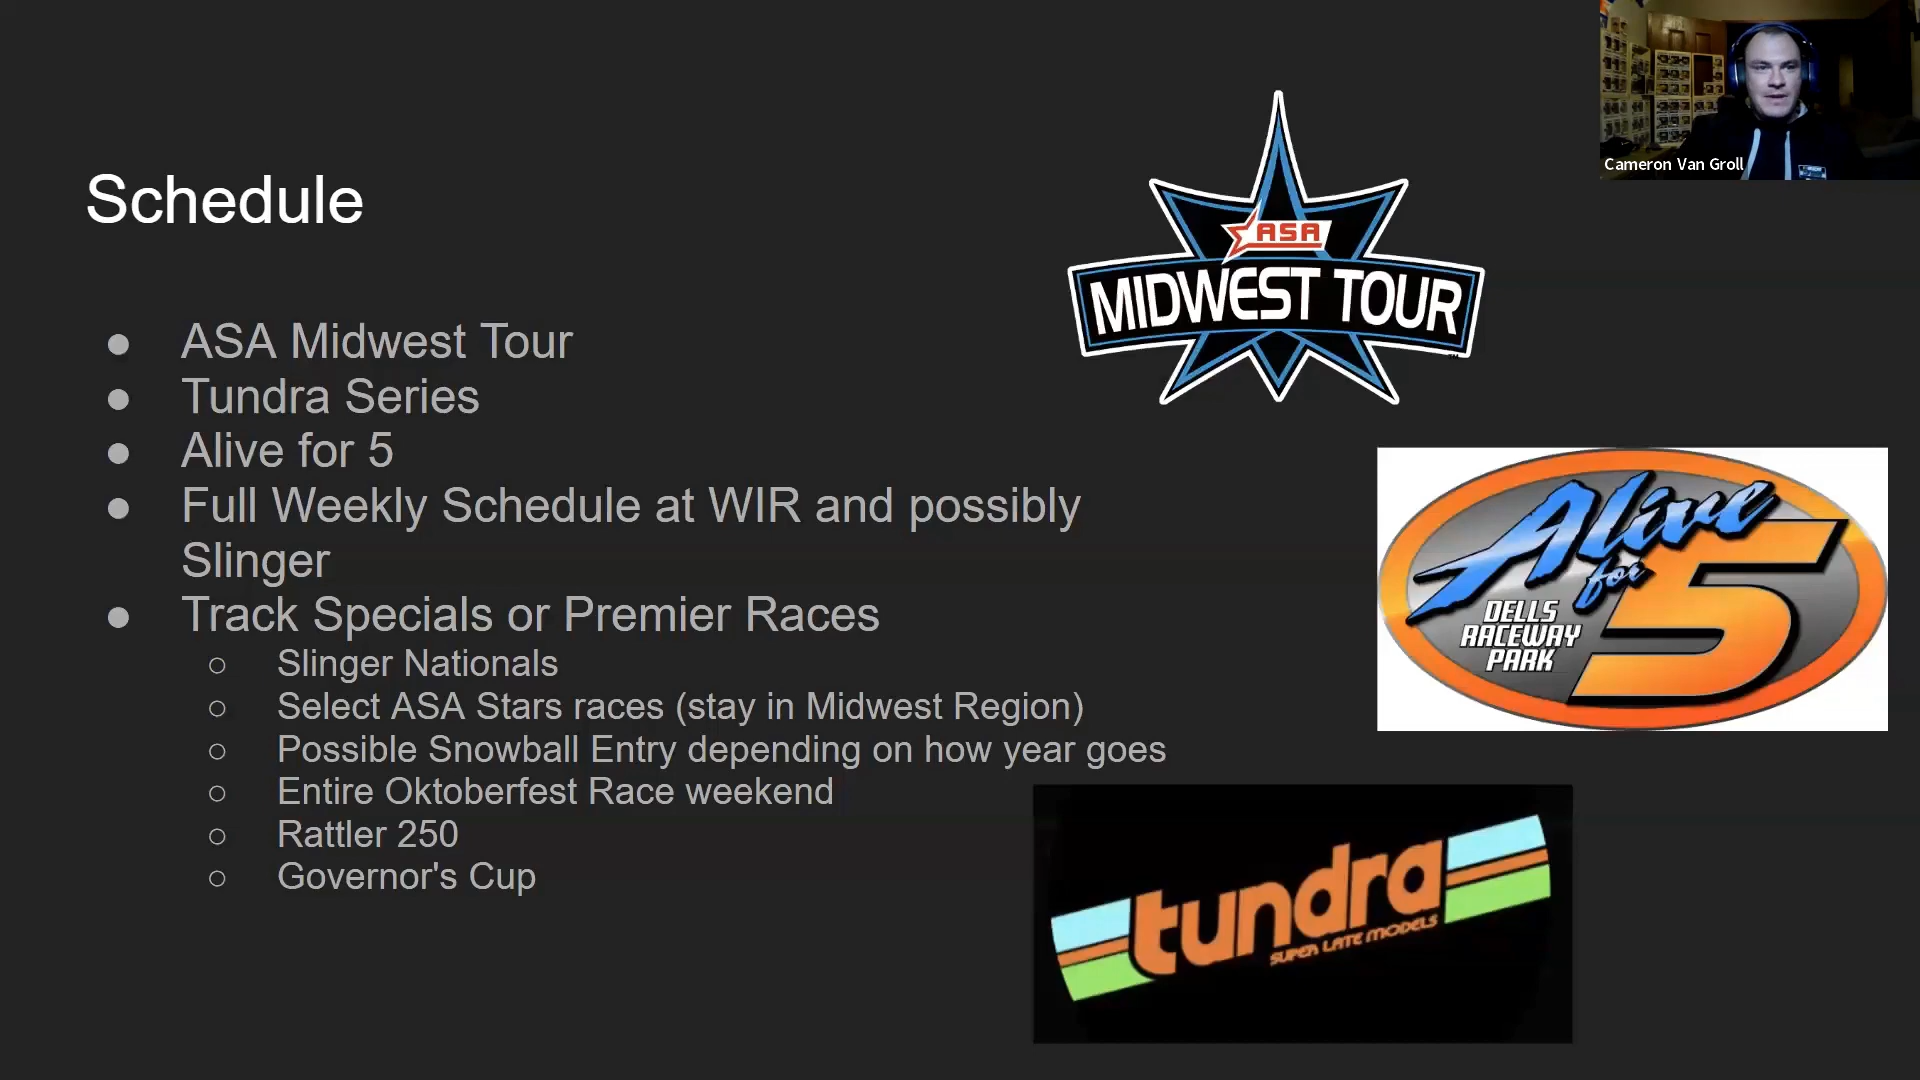 Cameron Van Groll
Schedule
ASA
MIDWEST TOUR
● ASA Midwest Tour
● Tundra Series
● Alive for 5
● Full Weekly Schedule at WIR and possibly
Slinger
● Track Specials or Premier Races
○ Slinger Nationals
○ Select ASA Stars races (stay in Midwest Region)
○ Possible Snowball Entry depending on how year goes
○ Entire Oktoberfest Race weekend
○ Rattler 250
○ Governor's Cup
Alive
for 5
DELLS
RACEWAY
PARK
tundra
SUPER LATE MODELS